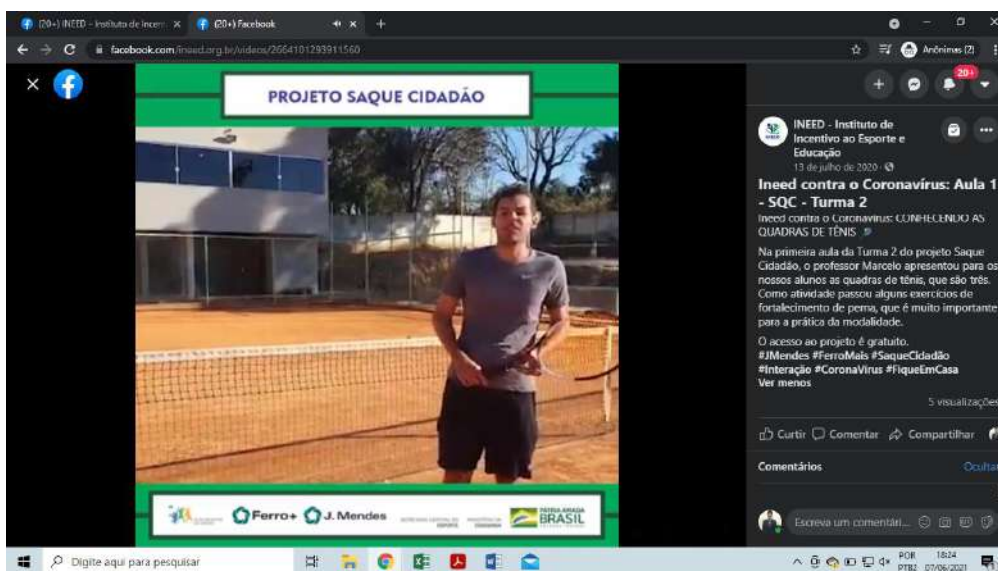 (20+) INEED - Instituto de Incen
(20+) Facebook
facebook.com/ineed.org.br/videos/2664101293911560
Anônimas (2)
20+
PROJETO SAQUE CIDADÃO
INEED - Instituto de
Incentivo ao Esporte e
Educação
13 de julho de 2020
Ineed contra o Coronavírus: Aula 1
- SQC - Turma 2
Ineed contra o Coronavírus: CONHECENDO AS
QUADRAS DE TÊNIS
Na primeira aula da Turma 2 do projeto Saque
Cidadão, o professor Marcelo apresentou para os
nossos alunos as quadras de tênis, que são três.
Como atividade passou alguns exercícios de
fortalecimento de perna, que é muito importante
para a prática da modalidade.
O acesso ao projeto é gratuito.
#JMendes #FerroMais #SaqueCidadão
#Interação #CoronaVírus #FiqueEmCasa
Ver menos
5 visualizações
Curtir Comentar Compartilhar
Comentários Ocultar
Escreva um comentári...
Ferro+ J. Mendes
PÁTRIA AMADA
BRASIL
Digite aqui para pesquisar
POR 18:24
PTB2 07/06/2021